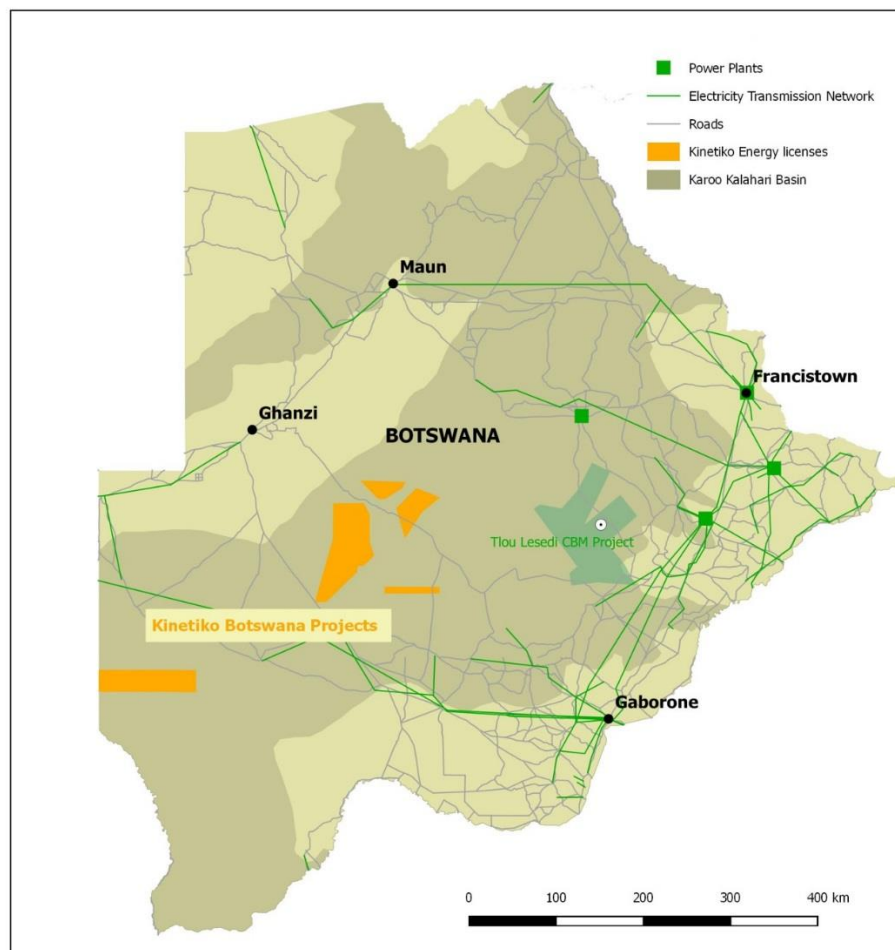 Power Plants
Electricity Transmission Network
Roads
Kinetiko Energy licenses
Karoo Kalahari Basin
Maun
Francistown
Ghanzi
BOTSWANA
Tlou Lesedi CBM Project
Kinetiko Botswana Projects
Gaborone
0 100 200 300 400 km